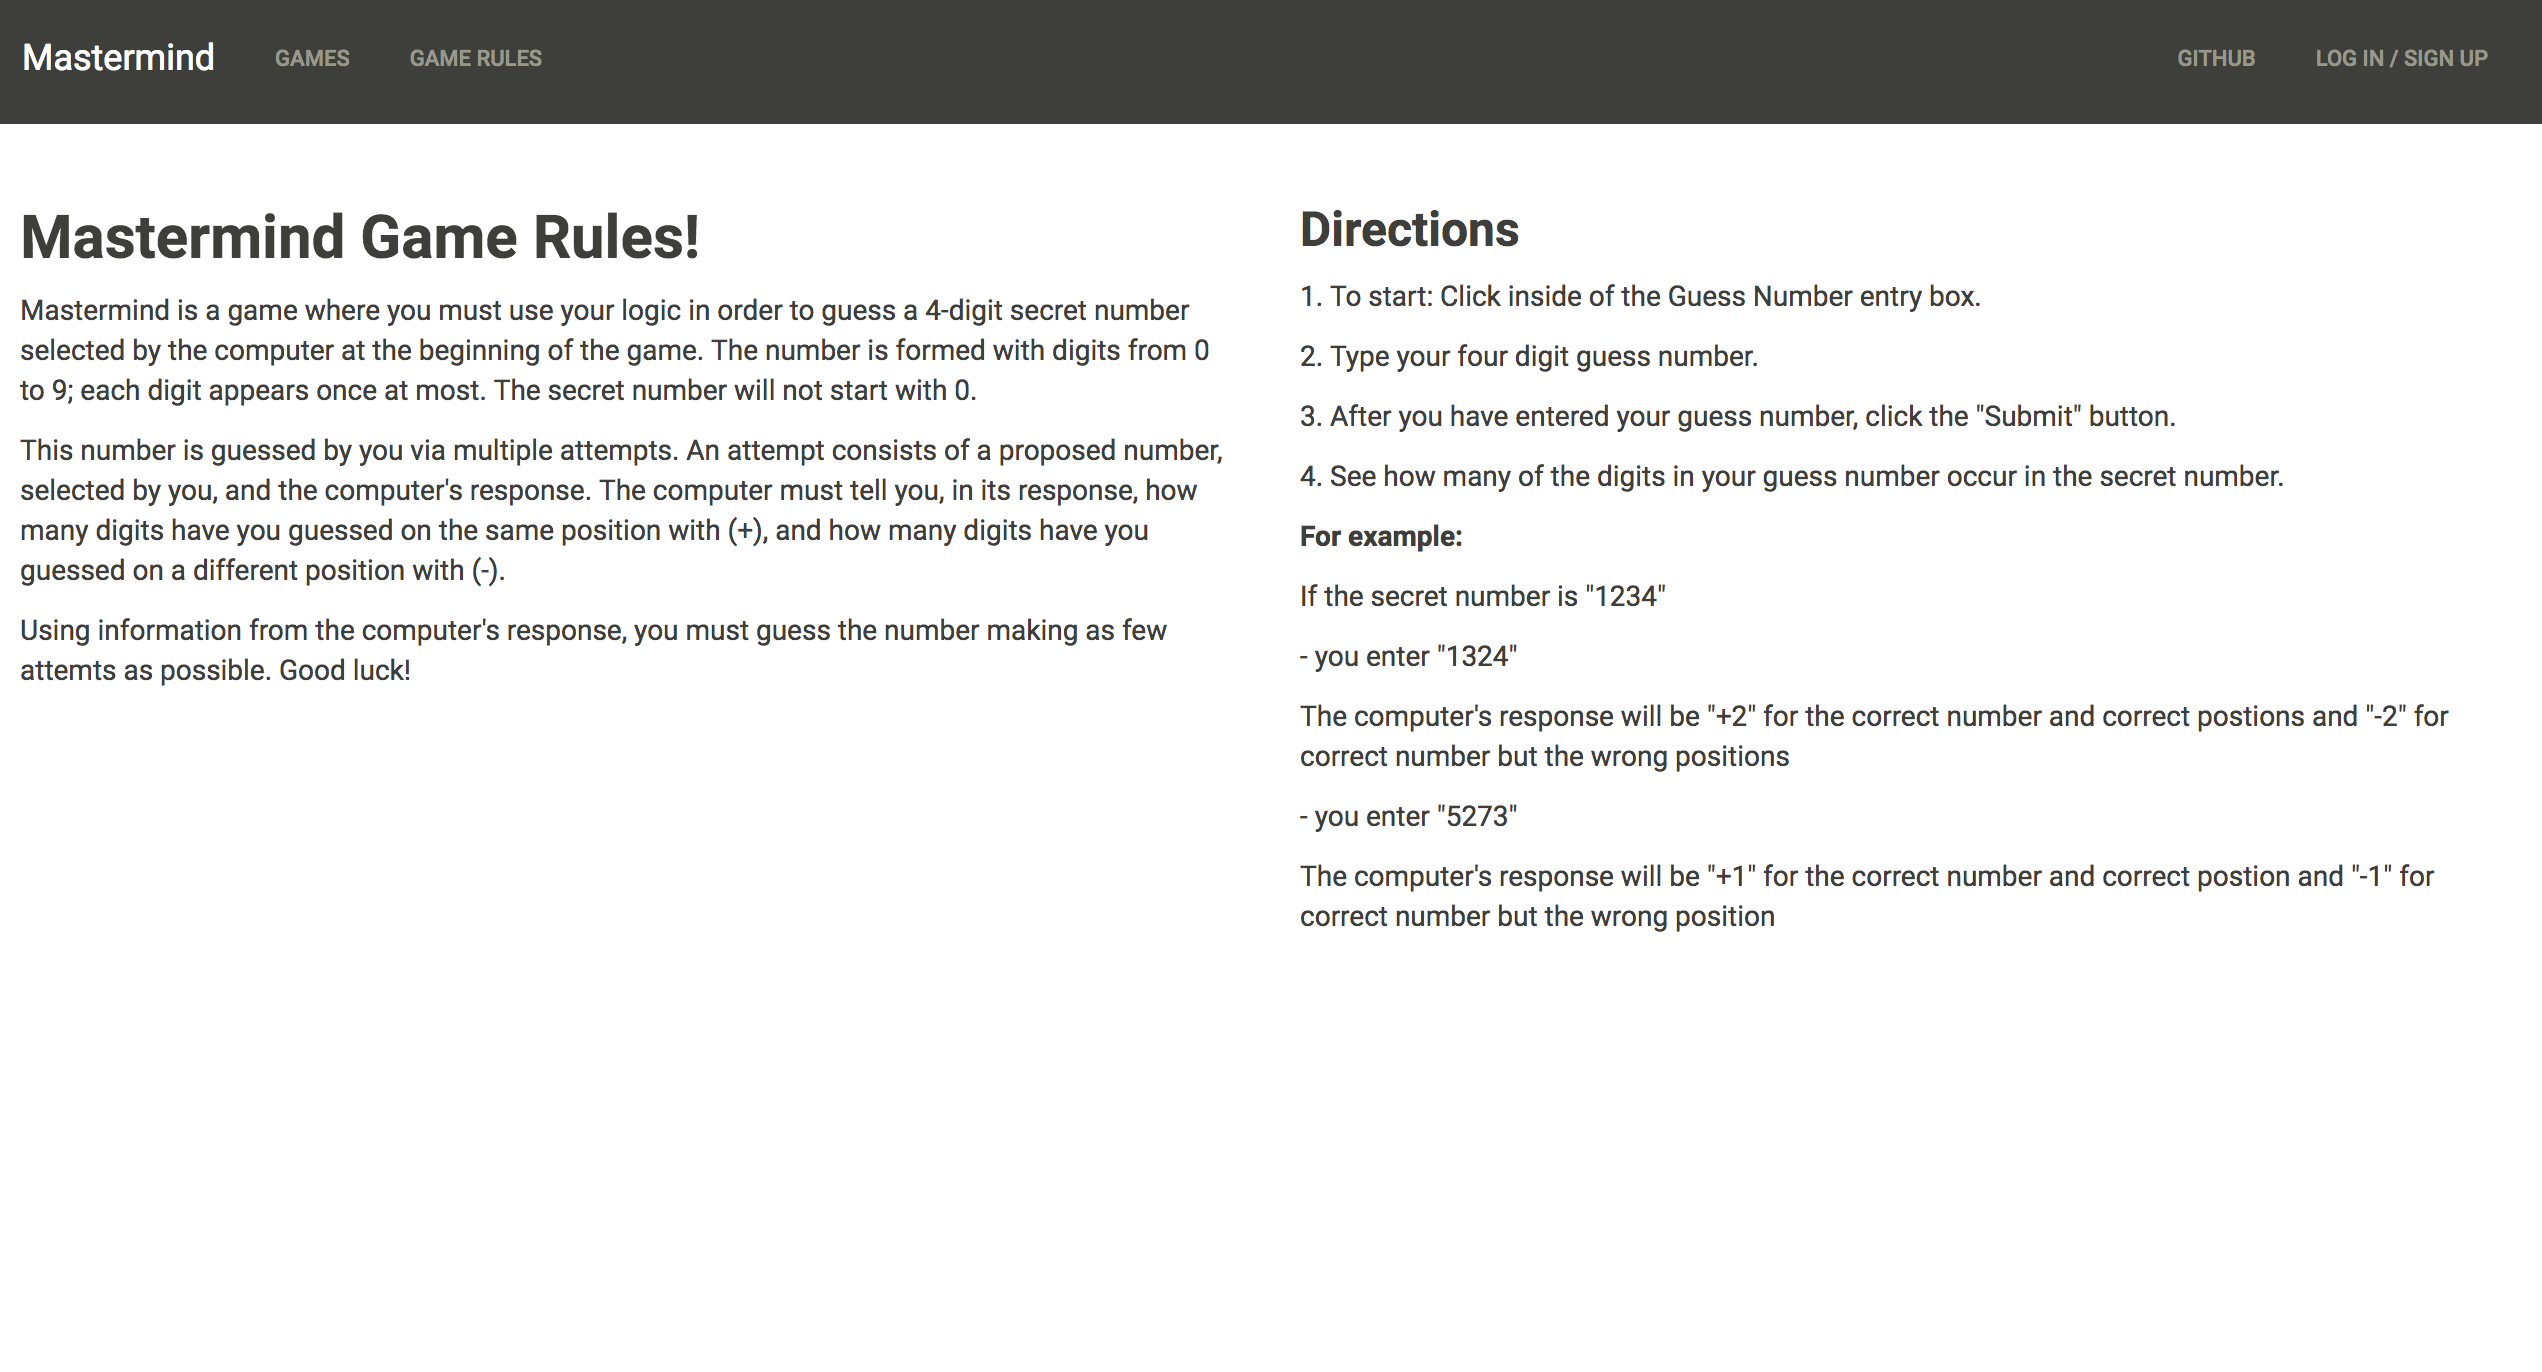 Mastermind GAMES GAME RULES GITHUB LOG IN / SIGN UP
Mastermind Game Rules!
Mastermind is a game where you must use your logic in order to guess a 4-digit secret number
selected by the computer at the beginning of the game. The number is formed with digits from 0
to 9; each digit appears once at most. The secret number will not start with 0.
This number is guessed by you via multiple attempts. An attempt consists of a proposed number,
selected by you, and the computer's response. The computer must tell you, in its response, how
many digits have you guessed on the same position with (+), and how many digits have you
guessed on a different position with (-).
Using information from the computer's response, you must guess the number making as few
attemts as possible. Good luck!
Directions
1. To start: Click inside of the Guess Number entry box.
2. Type your four digit guess number.
3. After you have entered your guess number, click the "Submit" button.
4. See how many of the digits in your guess number occur in the secret number.
For example:
If the secret number is "1234"
- you enter "1324"
The computer's response will be "+2" for the correct number and correct postions and "-2" for
correct number but the wrong positions
- you enter "5273"
The computer's response will be "+1" for the correct number and correct postion and "-1" for
correct number but the wrong position